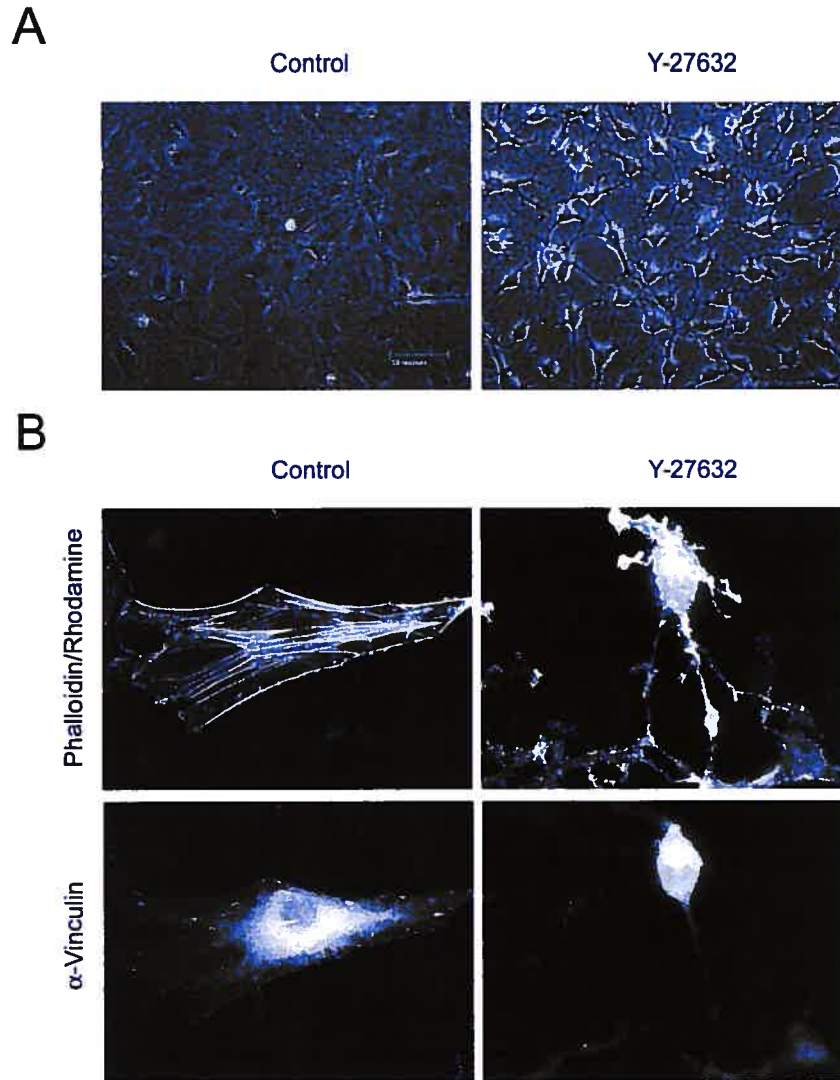 A
Control Y-27632
B
Control Y-27632
Phalloidin/Rhodamine
α-Vinculin